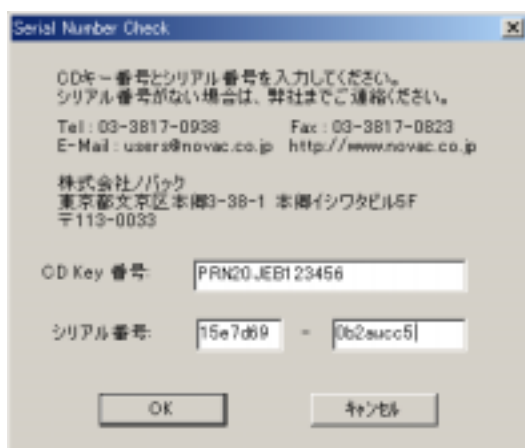 Serial Number Check
CDキー番号とシリアル番号を入力してください。
シリアル番号がない場合は、弊社までご連絡ください。
Tel : 03-3817-0938 Fax : 03-3817-0823
E-Mail : users@novac.co.jp http://www.novac.co.jp
株式会社ノバック
東京都文京区本郷3-38-1 本郷イシワタビル5F
〒113-0033
CD Key 番号: PRN20JEB123456
シリアル番号: 15e7d69 - 0b2aucc5
OK キャンセル